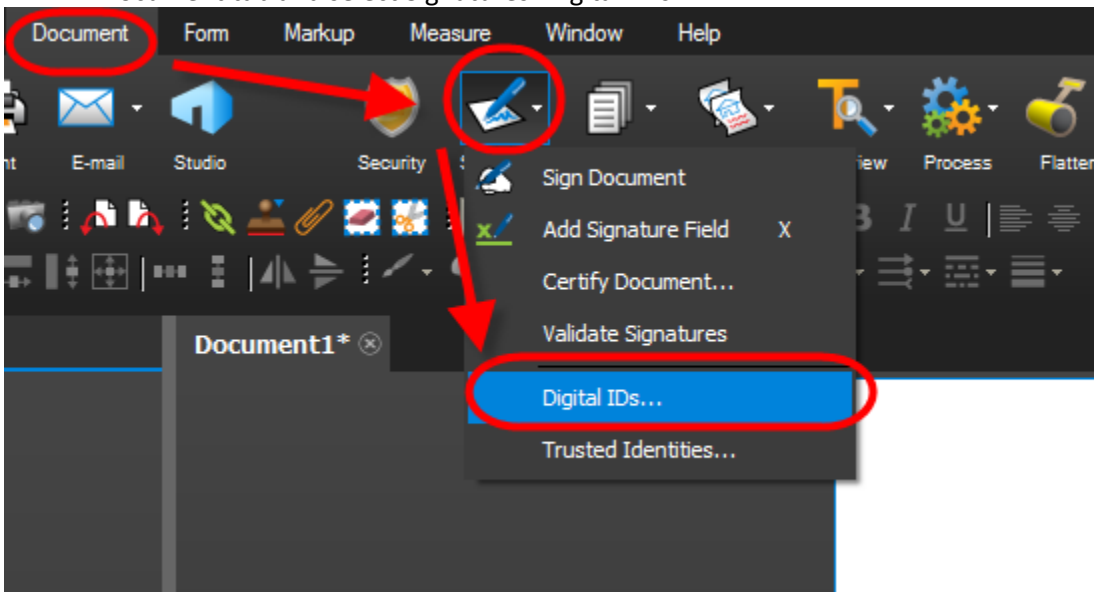 Document Form Markup Measure Window Help
E-mail Studio Security Process
Sign Document
Add Signature Field X
Certify Document...
Validate Signatures
Document1*
Digital IDs...
Trusted Identities...